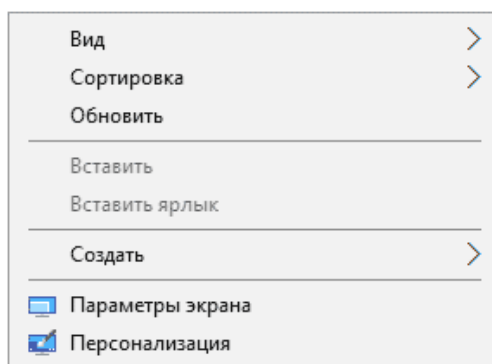 Вид
Сортировка
Обновить
Вставить
Вставить ярлык
Создать
Параметры экрана
Персонализация